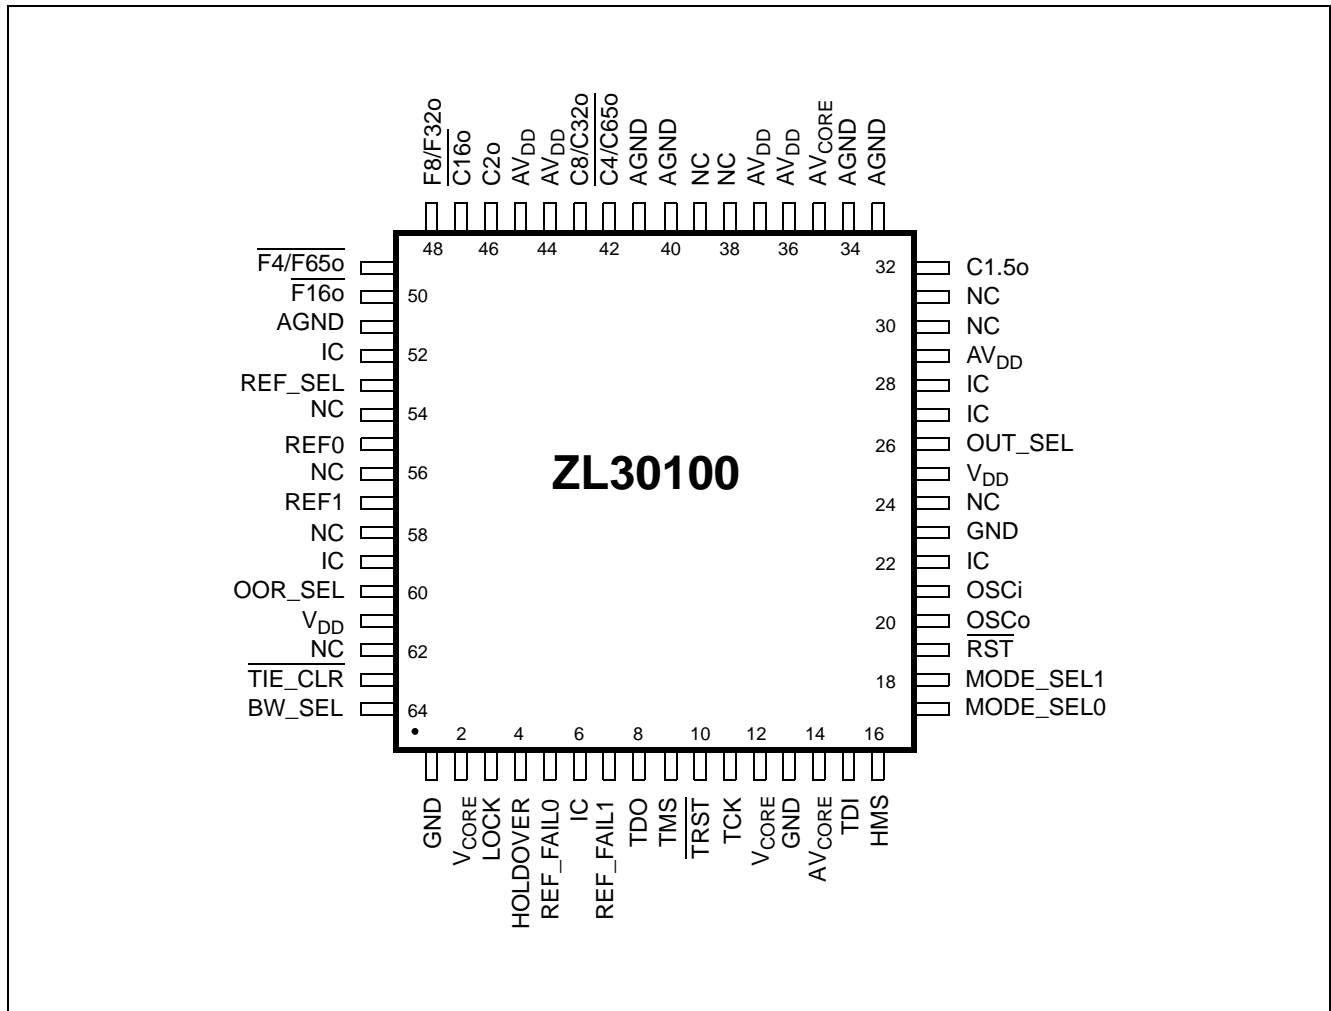 F8/F32o
C16o
C2o
AVDD
AVDD
C8/C32o
C4/C65o
AGND
AGND
NC
NC
AVDD
AVDD
AVCORE
AGND
AGND
48 46 44 42 40 38 36 34
F4/F65o
F16o 50
AGND
IC 52
REF_SEL
NC 54
REF0
NC 56
REF1
NC 58
IC
OOR_SEL 60
VDD
NC 62
TIE_CLR
BW_SEL 64
ZL30100
32 C1.5o
NC
30 NC
AVDD
28 IC
IC
26 OUT_SEL
VDD
24 NC
GND
22 IC
OSCi
20 OSCo
RST
18 MODE_SEL1
MODE_SEL0
2 4 6 8 10 12 14 16
GND
VCORE
LOCK
HOLDOVER
REF_FAIL0
IC
REF_FAIL1
TDO
TMS
TRST
TCK
VCORE
GND
AVCORE
TDI
HMS